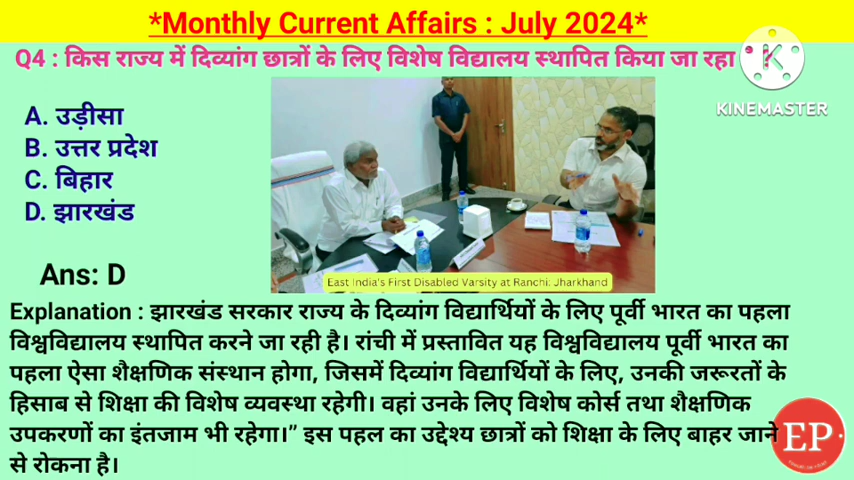 *Monthly Current Affairs : July 2024*
Q4 : किस राज्य में दिव्यांग छात्रों के लिए विशेष विद्यालय स्थापित किया जा रहा
KINEMASTER
A. उड़ीसा
B. उत्तर प्रदेश
C. बिहार
D. झारखंड
Ans: D
East India's First Disabled Varsity at Ranchi: Jharkhand
Explanation : झारखंड सरकार राज्य के दिव्यांग विद्यार्थियों के लिए पूर्वी भारत का पहला
विश्वविद्यालय स्थापित करने जा रही है। रांची में प्रस्तावित यह विश्वविद्यालय पूर्वी भारत का
पहला ऐसा शैक्षणिक संस्थान होगा, जिसमें दिव्यांग विद्यार्थियों के लिए, उनकी जरूरतों के
हिसाब से शिक्षा की विशेष व्यवस्था रहेगी। वहां उनके लिए विशेष कोर्स तथा शैक्षणिक
उपकरणों का इंतजाम भी रहेगा।” इस पहल का उद्देश्य छात्रों को शिक्षा के लिए बाहर जाने
से रोकना है।
EP